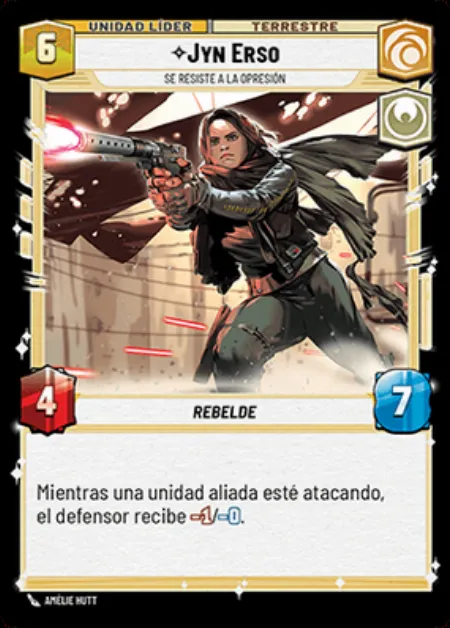 6
UNIDAD LÍDER
TERRESTRE
✧JYN ERSO
SE RESISTE A LA OPRESIÓN
4
REBELDE
7
Mientras una unidad aliada esté atacando,
el defensor recibe -1/-0.
AMÉLIE HUTT